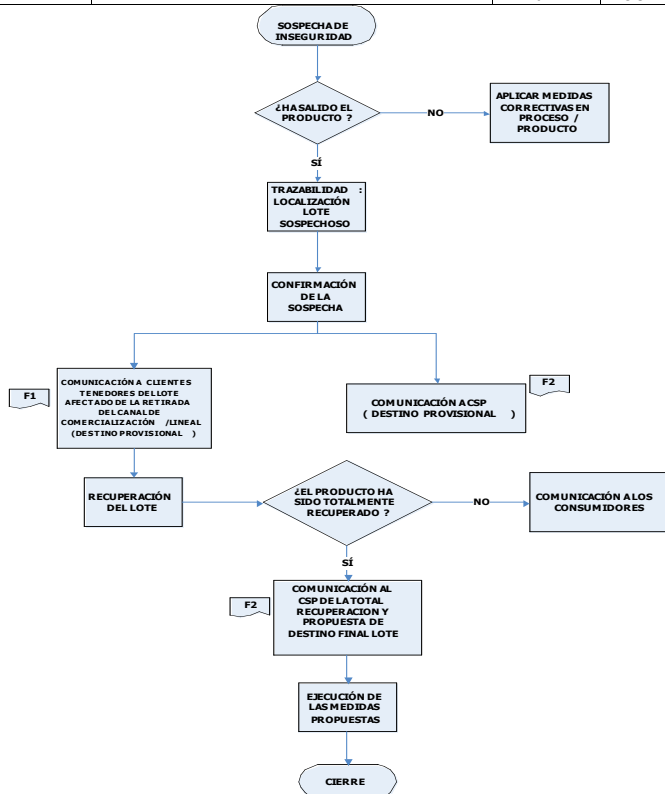 SOSPECHA DE
INSEGURIDAD
¿HA SALIDO EL
PRODUCTO ?
NO
APLICAR MEDIDAS
CORRECTIVAS EN
PROCESO /
PRODUCTO
SÍ
TRAZABILIDAD :
LOCALIZACIÓN
LOTE
SOSPECHOSO
CONFIRMACIÓN
DE LA
SOSPECHA
F1
COMUNICACIÓN A CLIENTES
TENEDORES DEL LOTE
AFECTADO DE LA RETIRADA
DEL CANAL DE
COMERCIALIZACIÓN /LINEAL
(DESTINO PROVISIONAL )
F2
COMUNICACIÓN A CSP
( DESTINO PROVISIONAL )
RECUPERACIÓN
DEL LOTE
¿EL PRODUCTO HA
SIDO TOTALMENTE
RECUPERADO ?
NO
COMUNICACIÓN A LOS
CONSUMIDORES
SÍ
F2
COMUNICACIÓN AL
CSP DE LA TOTAL
RECUPERACION Y
PROPUESTA DE
DESTINO FINAL LOTE
EJECUCIÓN DE
LAS MEDIDAS
PROPUESTAS
CIERRE